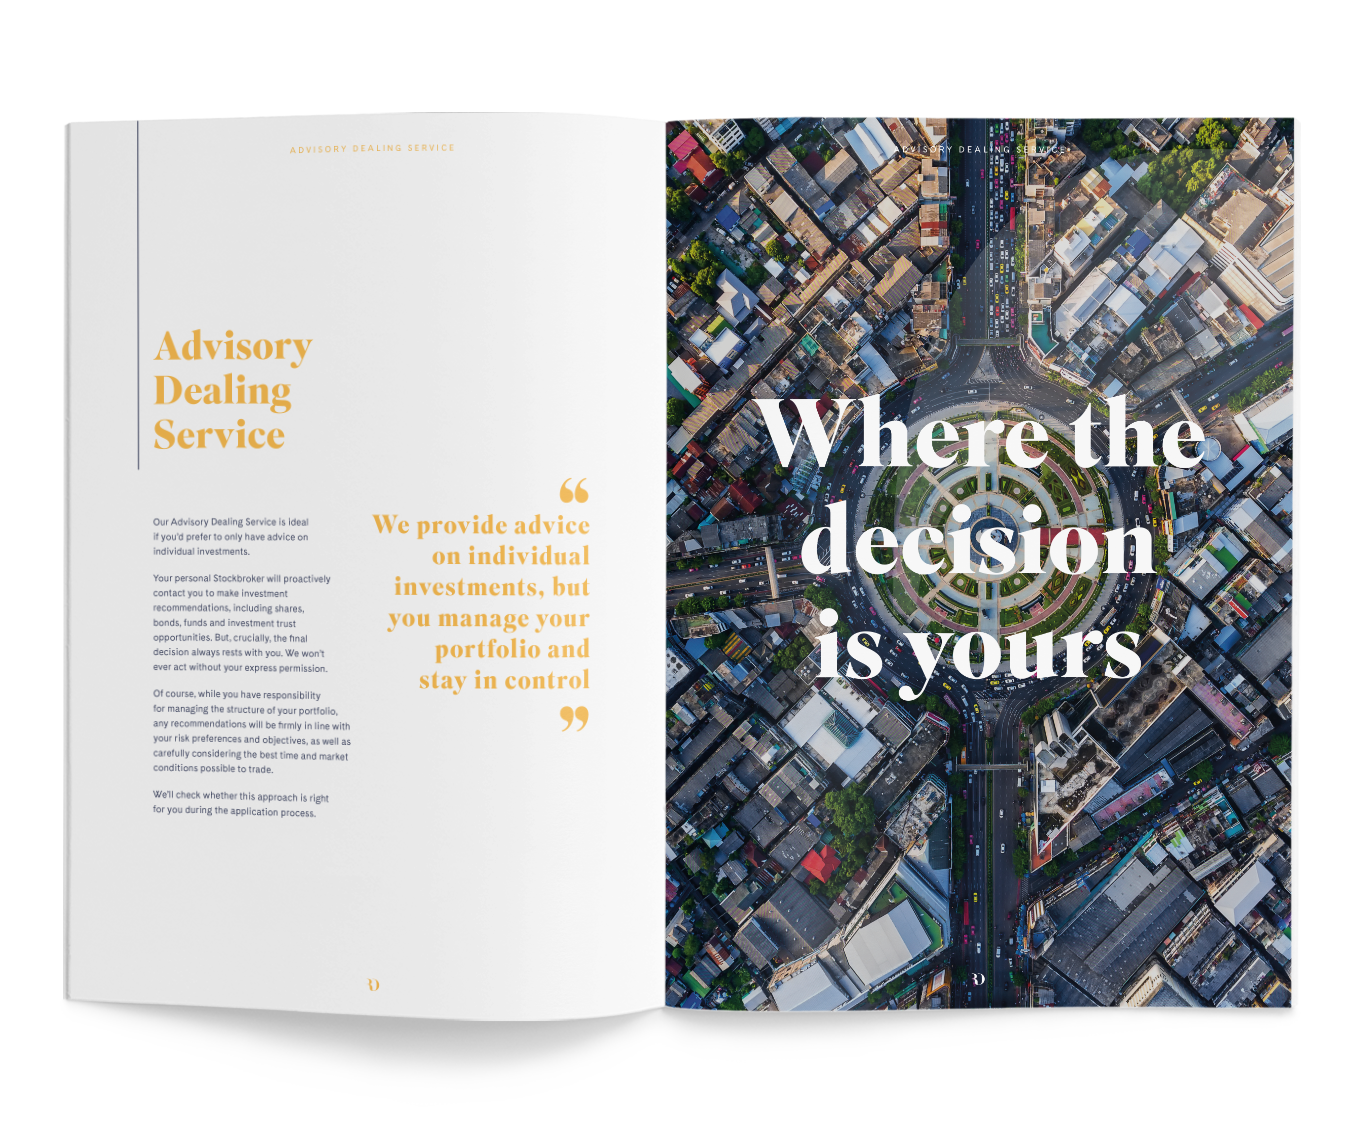 ADVISORY DEALING SERVICE
Advisory
Dealing
Service
Our Advisory Dealing Service is ideal
if you'd prefer to only have advice on
individual investments.
Your personal Stockbroker will proactively
contact you to make investment
recommendations, including shares,
bonds, funds and investment trust
opportunities. But, crucially, the final
decision always rests with you. We won't
ever act without your express permission.
Of course, while you have responsibility
for managing the structure of your portfolio,
any recommendations will be firmly in line with
your risk preferences and objectives, as well as
carefully considering the best time and market
conditions possible to trade.
We'll check whether this approach is right
for you during the application process.
“
We provide advice
on individual
investments, but
you manage your
portfolio and
stay in control
”
RD
ADVISORY DEALING SERVICE
Where the
decision
is yours
RD